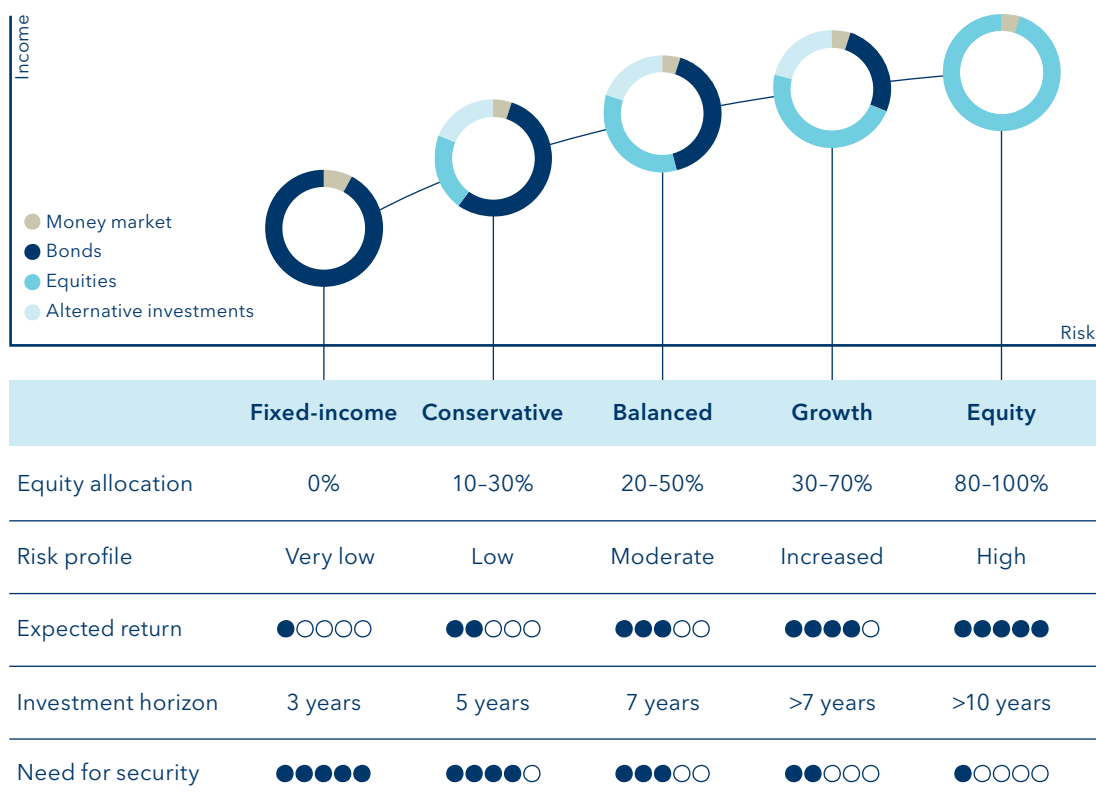 Income
Money market
Bonds
Equities
Alternative investments
Risk
Fixed-income Conservative Balanced Growth Equity
Equity allocation 0% 10–30% 20–50% 30–70% 80–100%
Risk profile Very low Low Moderate Increased High
Expected return
Investment horizon 3 years 5 years 7 years >7 years >10 years
Need for security